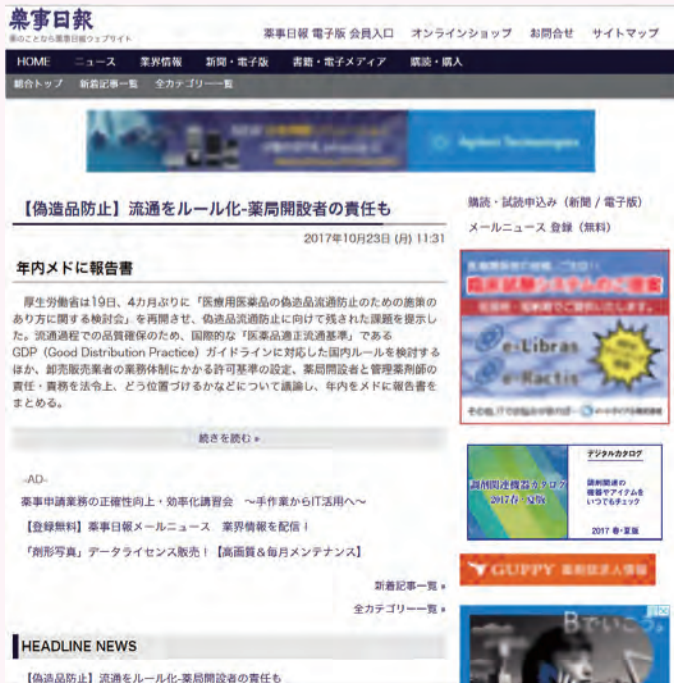 薬事日報
薬のことなら薬事日報ウェブサイト
薬事日報 電子版 会員入口 オンラインショップ お問合せ サイトマップ
HOME ニュース 業界情報 新聞・電子版 書籍・電子メディア 購読・購入
総合トップ 新着記事一覧 全カテゴリー一覧
Agilent Technologies
【偽造品防止】流通をルール化-薬局開設者の責任も
2017年10月23日 (月) 11:31
年内メドに報告書
厚生労働省は19日、4カ月ぶりに「医療用医薬品の偽造品流通防止のための施策の
あり方に関する検討会」を再開させ、偽造品流通防止に向けて残された課題を提示し
た。流通過程での品質確保のため、国際的な「医薬品適正流通基準」である
GDP（Good Distribution Practice）ガイドラインに対応した国内ルールを検討する
ほか、卸売販売業者の業務体制にかかる許可基準の設定、薬局開設者と管理薬剤師の
責任・責務を法令上、どう位置づけるかなどについて議論し、年内をメドに報告書を
まとめる。
続きを読む »
-AD-
薬事申請業務の正確性向上・効率化講習会 ～手作業からIT活用へ～
【登録無料】薬事日報メールニュース 業界情報を配信！
「剤形写真」データライセンス販売！【高画質＆毎月メンテナンス】
新着記事一覧 »
全カテゴリー一覧 »
HEADLINE NEWS
【偽造品防止】流通をルール化-薬局開設者の責任も
購読・試読申込み（新聞 / 電子版）
メールニュース 登録（無料）
臨床試験システムのご提案
e-Libras
e-Ractis
調剤関連機器カタログ
2017春・夏版
デジタルカタログ
調剤関連の
機器やアイテムを
いつでもチェック
2017 春・夏版
GUPPY 薬剤師求人情報
Bでいこう。